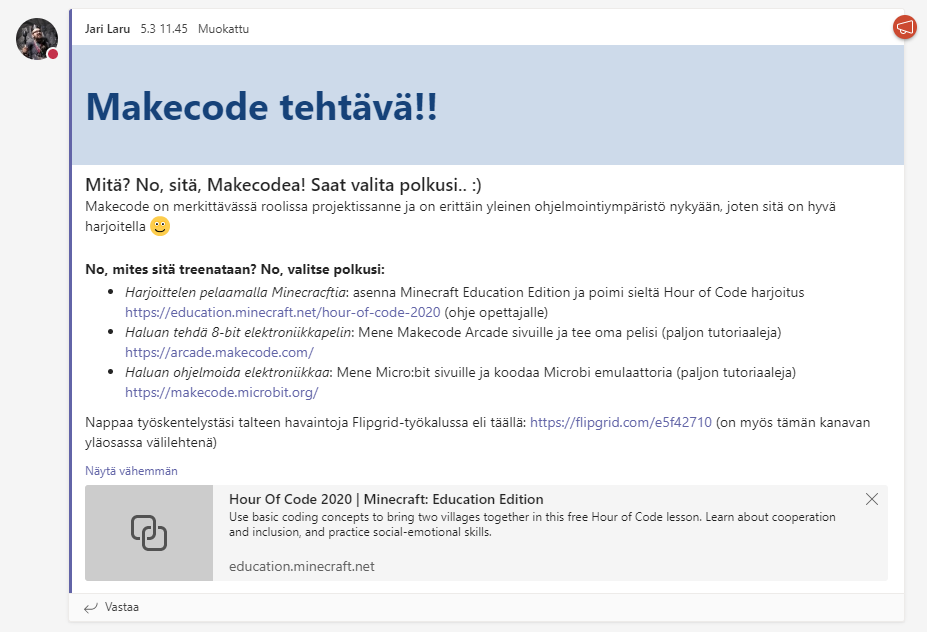 Jari Laru 5.3 11.45 Muokattu
Makecode tehtävä!!
Mitä? No, sitä, Makecodea! Saat valita polkusi.. :)
Makecode on merkittävässä roolissa projektissanne ja on erittäin yleinen ohjelmointiympäristö nykyään, joten sitä on hyvä
harjoitella
No, mites sitä treenataan? No, valitse polkusi:
Harjoittelen pelaamalla Minecracftia: asenna Minecraft Education Edition ja poimi sieltä Hour of Code harjoitus
https://education.minecraft.net/hour-of-code-2020 (ohje opettajalle)
Haluan tehdä 8-bit elektroniikkapelin: Mene Makecode Arcade sivuille ja tee oma pelisi (paljon tutoriaaleja)
https://arcade.makecode.com/
Haluan ohjelmoida elektroniikkaa: Mene Micro:bit sivuille ja koodaa Microbi emulaattoria (paljon tutoriaaleja)
https://makecode.microbit.org/
Nappaa työskentelystäsi talteen havaintoja Flipgrid-työkalussa eli täällä: https://flipgrid.com/e5f42710 (on myös tämän kanavan
yläosassa välilehtenä)
Näytä vähemmän
Hour Of Code 2020 | Minecraft: Education Edition
Use basic coding concepts to bring two villages together in this free Hour of Code lesson. Learn about cooperation
and inclusion, and practice social-emotional skills.
education.minecraft.net
Vastaa